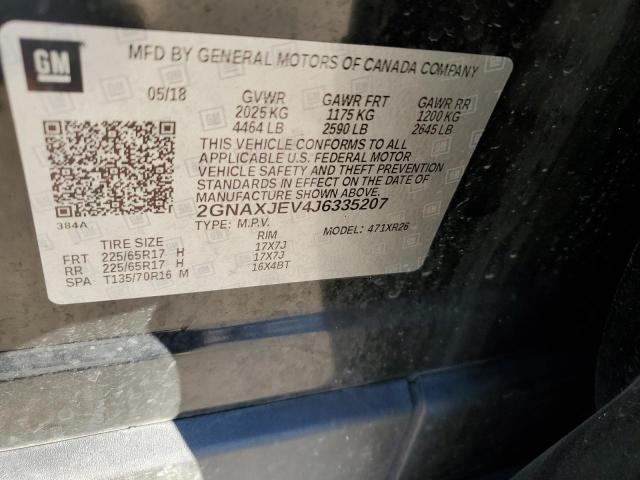 GM
MFD BY GENERAL MOTORS OF CANADA COMPANY
05/18 GVWR GAWR FRT GAWR RR
2025 KG 1175 KG 1200 KG
4464 LB 2590 LB 2645 LB
THIS VEHICLE CONFORMS TO ALL
APPLICABLE U.S. FEDERAL MOTOR
VEHICLE SAFETY AND THEFT PREVENTION
STANDARDS IN EFFECT ON THE DATE OF
MANUFACTURE SHOWN ABOVE.
2GNAXJEV4J6335207
384A TYPE: M.P.V. MODEL: 471XR26
TIRE SIZE RIM
FRT 225/65R17 H 17X7J
RR 225/65R17 H 17X7J
SPA T135/70R16 M 16X4BT